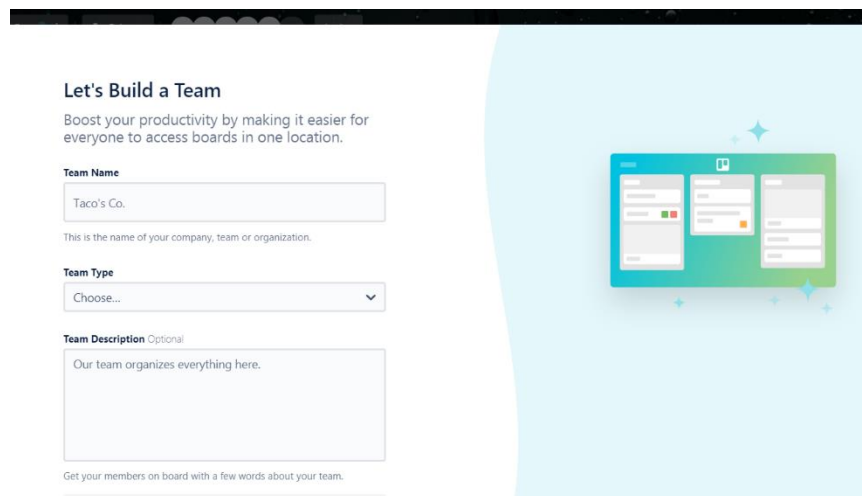 Let's Build a Team
Boost your productivity by making it easier for
everyone to access boards in one location.
Team Name
Taco's Co.
This is the name of your company, team or organization.
Team Type
Choose...
Team Description Optional
Our team organizes everything here.
Get your members on board with a few words about your team.